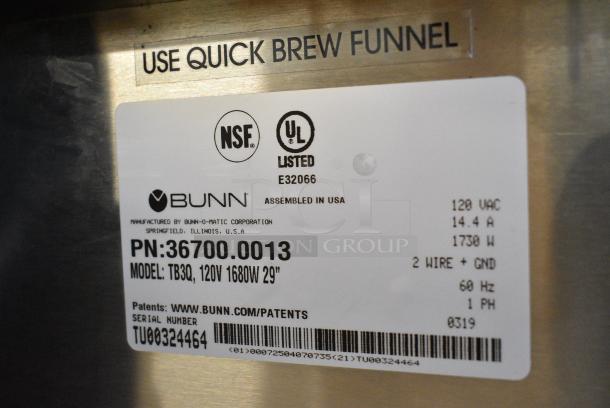 USE QUICK BREW FUNNEL
NSF.
UL
LISTED
E32066
BUNN ASSEMBLED IN USA
MANUFACTURED BY BUNN-O-MATIC CORPORATION
SPRINGFIELD, ILLINOIS, U.S.A
PN:36700.0013
MODEL: TB3Q, 120V 1680W 29"
120 VAC
14.4 A
1730 W
2 WIRE + GND
60 Hz
1 PH
0319
Patents: WWW.BUNN.COM/PATENTS
SERIAL NUMBER
TU00324464
(01)00072504070735(21)TU00324464
GROUP